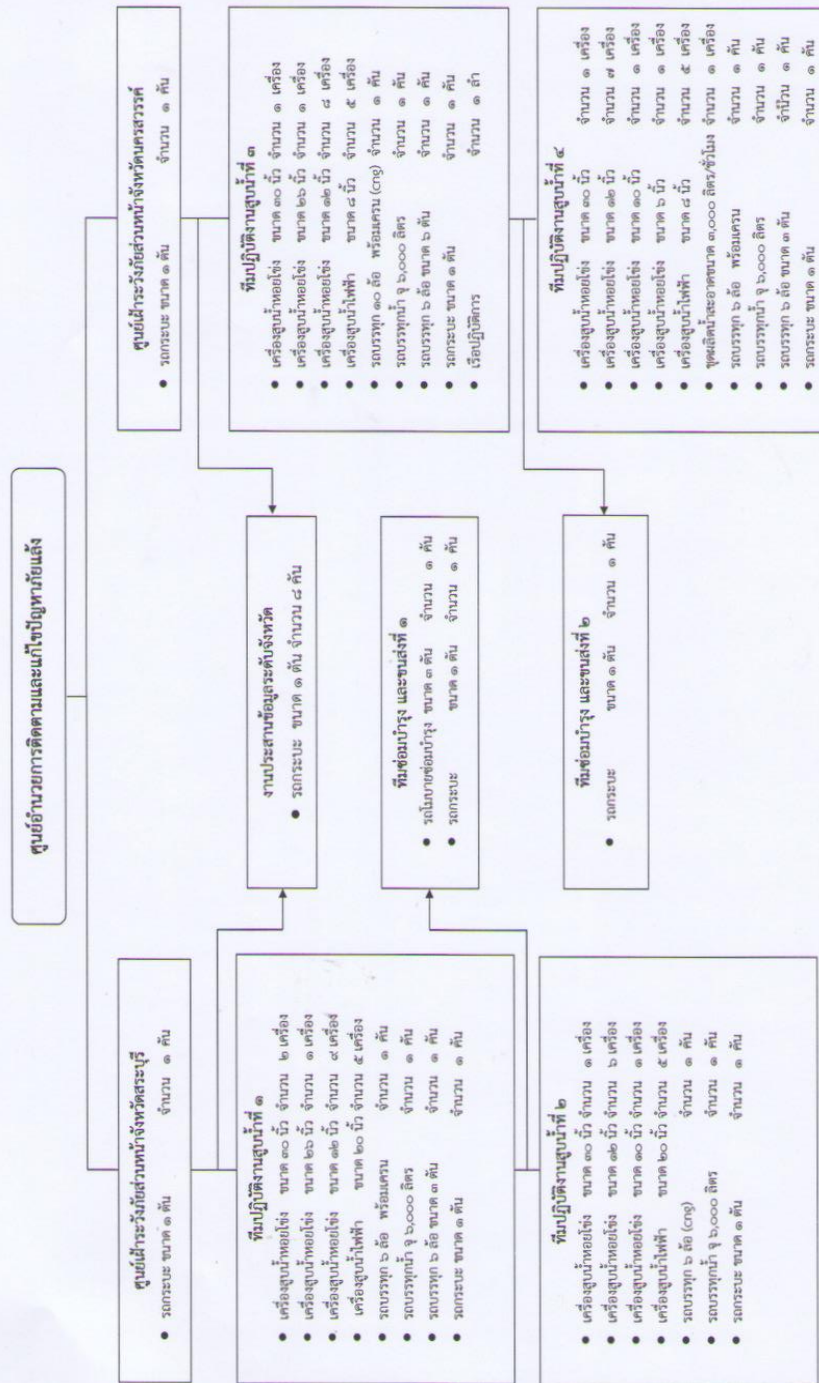 ศูนย์อำนวยการติดตามและแก้ไขปัญหาภัยแล้ง
ศูนย์เฝ้าระวังภัยส่วนหน้าจังหวัดสระบุรี
● รถกระบะ ขนาด ๑ ตัน จำนวน ๑ คัน
ศูนย์เฝ้าระวังภัยส่วนหน้าจังหวัดนครสวรรค์
● รถกระบะ ขนาด ๑ ตัน จำนวน ๑ คัน
ทีมปฏิบัติงานสูบน้ำที่ ๑
● เครื่องสูบน้ำหอยโข่ง ขนาด ๓๐ นิ้ว จำนวน ๒ เครื่อง
● เครื่องสูบน้ำหอยโข่ง ขนาด ๒๖ นิ้ว จำนวน ๑ เครื่อง
● เครื่องสูบน้ำหอยโข่ง ขนาด ๑๒ นิ้ว จำนวน ๙ เครื่อง
● เครื่องสูบน้ำไฟฟ้า ขนาด ๒๐ นิ้ว จำนวน ๕ เครื่อง
● รถบรรทุก ๖ ล้อ พร้อมเครน จำนวน ๑ คัน
● รถบรรทุกน้ำ จุ ๖,๐๐๐ ลิตร จำนวน ๑ คัน
● รถบรรทุก ๖ ล้อ ขนาด ๓ ตัน จำนวน ๑ คัน
● รถกระบะ ขนาด ๑ ตัน จำนวน ๑ คัน
งานประสานข้อมูลระดับจังหวัด
● รถกระบะ ขนาด ๑ ตัน จำนวน ๘ คัน
ทีมปฏิบัติงานสูบน้ำที่ ๓
● เครื่องสูบน้ำหอยโข่ง ขนาด ๓๐ นิ้ว จำนวน ๑ เครื่อง
● เครื่องสูบน้ำหอยโข่ง ขนาด ๒๖ นิ้ว จำนวน ๑ เครื่อง
● เครื่องสูบน้ำหอยโข่ง ขนาด ๑๒ นิ้ว จำนวน ๘ เครื่อง
● เครื่องสูบน้ำไฟฟ้า ขนาด ๘ นิ้ว จำนวน ๕ เครื่อง
● รถบรรทุก ๑๐ ล้อ พร้อมเครน (cng) จำนวน ๑ คัน
● รถบรรทุกน้ำ จุ ๖,๐๐๐ ลิตร จำนวน ๑ คัน
● รถบรรทุก ๖ ล้อ ขนาด ๖ ตัน จำนวน ๑ คัน
● รถกระบะ ขนาด ๑ ตัน จำนวน ๑ คัน
● เรือปฏิบัติการ จำนวน ๑ ลำ
ทีมซ่อมบำรุง และขนส่งที่ ๑
● รถโมบายซ่อมบำรุง ขนาด ๓ ตัน จำนวน ๑ คัน
● รถกระบะ ขนาด ๑ ตัน จำนวน ๑ คัน
ทีมปฏิบัติงานสูบน้ำที่ ๒
● เครื่องสูบน้ำหอยโข่ง ขนาด ๓๐ นิ้ว จำนวน ๑ เครื่อง
● เครื่องสูบน้ำหอยโข่ง ขนาด ๑๒ นิ้ว จำนวน ๖ เครื่อง
● เครื่องสูบน้ำหอยโข่ง ขนาด ๑๐ นิ้ว จำนวน ๑ เครื่อง
● เครื่องสูบน้ำไฟฟ้า ขนาด ๒๐ นิ้ว จำนวน ๕ เครื่อง
● รถบรรทุก ๖ ล้อ (cng) จำนวน ๑ คัน
● รถบรรทุกน้ำ จุ ๖,๐๐๐ ลิตร จำนวน ๑ คัน
● รถกระบะ ขนาด ๑ ตัน จำนวน ๑ คัน
ทีมซ่อมบำรุง และขนส่งที่ ๒
● รถกระบะ ขนาด ๑ ตัน จำนวน ๑ คัน
ทีมปฏิบัติงานสูบน้ำที่ ๔
● เครื่องสูบน้ำหอยโข่ง ขนาด ๓๐ นิ้ว จำนวน ๑ เครื่อง
● เครื่องสูบน้ำหอยโข่ง ขนาด ๑๒ นิ้ว จำนวน ๗ เครื่อง
● เครื่องสูบน้ำหอยโข่ง ขนาด ๑๐ นิ้ว จำนวน ๑ เครื่อง
● เครื่องสูบน้ำหอยโข่ง ขนาด ๖ นิ้ว จำนวน ๑ เครื่อง
● เครื่องสูบน้ำไฟฟ้า ขนาด ๘ นิ้ว จำนวน ๕ เครื่อง
● ชุดผลิตน้ำสะอาดขนาด ๓,๐๐๐ ลิตร/ชั่วโมง จำนวน ๑ เครื่อง
● รถบรรทุก ๖ ล้อ พร้อมเครน จำนวน ๑ คัน
● รถบรรทุกน้ำ จุ ๖,๐๐๐ ลิตร จำนวน ๑ คัน
● รถบรรทุก ๖ ล้อ ขนาด ๓ ตัน จำนวน ๑ คัน
● รถกระบะ ขนาด ๑ ตัน จำนวน ๑ คัน